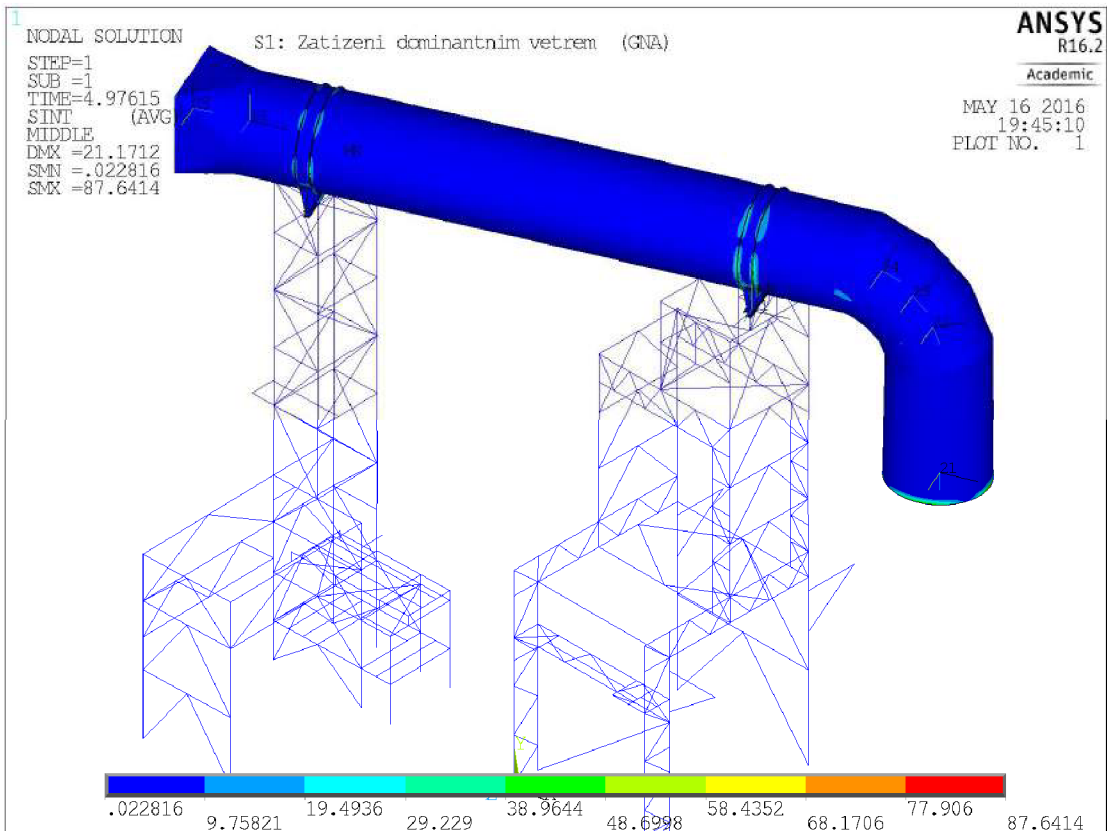 1
NODAL SOLUTION
STEP=1
SUB =1
TIME=4.97615
SINT (AVG
MIDDLE
DMX =21.1712
SMN =.022816
SMX =87.6414
S1: Zatizeni dominantnim vetrem (GNA)
ANSYS
R16.2
Academic
MAY 16 2016
19:45:10
PLOT NO. 1
21
Y
.022816
9.75821
19.4936
29.229
38.9644
48.6998
58.4352
68.1706
77.906
87.6414